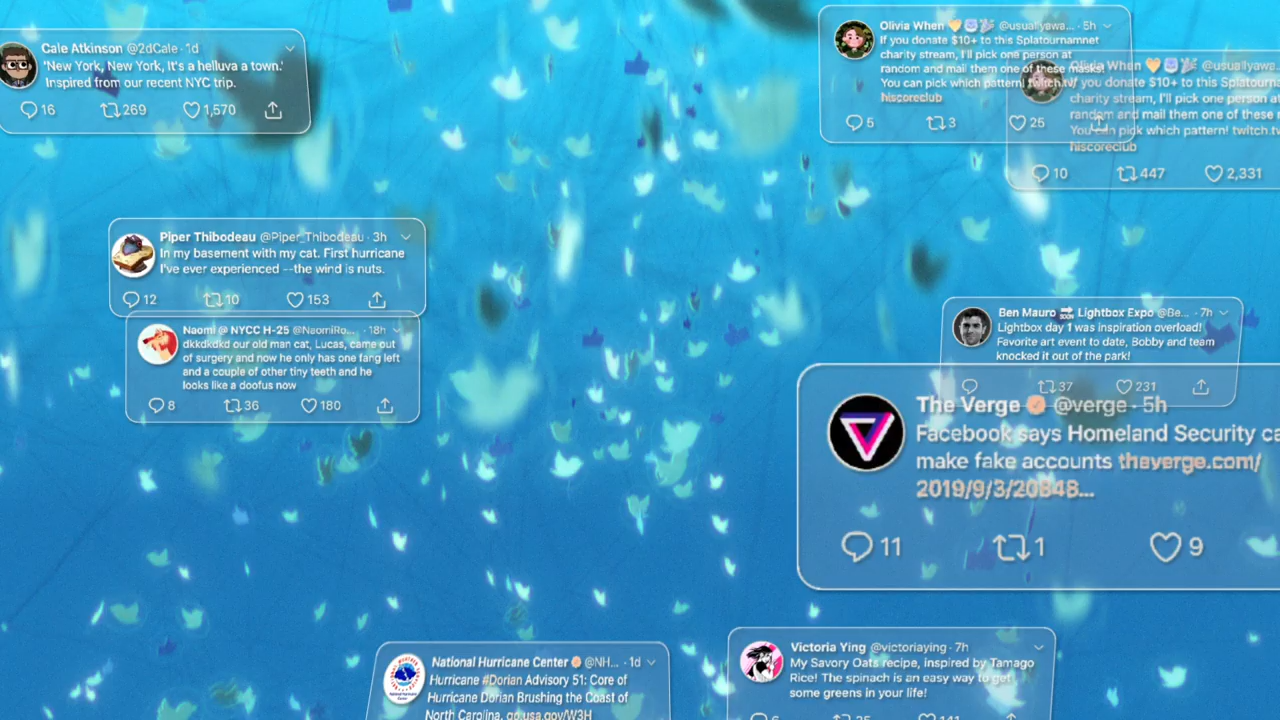 Cale Atkinson @2dCale · 1d
'New York, New York, It's a helluva a town.'
Inspired from our recent NYC trip.
16 269 1,570
Olivia When @usuallyawa... · 5h
If you donate $10+ to this Splatournamnet
charity stream, I'll pick one person at
random and mail them one of these masks!
You can pick which pattern! twitch.tv/
hiscoreclub
5 3 25
Olivia When @usuallyawa...
If you donate $10+ to this Splatourn
charity stream, I'll pick one person at
random and mail them one of these m
You can pick which pattern! twitch.tv/
hiscoreclub
10 447 2,331
Piper Thibodeau @Piper_Thibodeau · 3h
In my basement with my cat. First hurricane
I've ever experienced --the wind is nuts.
12 10 153
Naomi @ NYCC H-25 @NaomiRo... · 18h
dkkdkdkd our old man cat, Lucas, came out
of surgery and now he only has one fang left
and a couple of other tiny teeth and he
looks like a doofus now
8 36 180
Ben Mauro SOON Lightbox Expo @Be... · 7h
Lightbox day 1 was inspiration overload!
Favorite art event to date, Bobby and team
knocked it out of the park!
37 231
The Verge @verge · 5h
Facebook says Homeland Security ca
make fake accounts theverge.com/
2019/9/3/20848...
11 1 9
National Hurricane Center @NH... · 1d
Hurricane #Dorian Advisory 51: Core of
Hurricane Dorian Brushing the Coast of
North Carolina. go.usa.gov/W3H
Victoria Ying @victoriaying · 7h
My Savory Oats recipe, inspired by Tamago
Rice! The spinach is an easy way to get
some greens in your life!
6 25 141